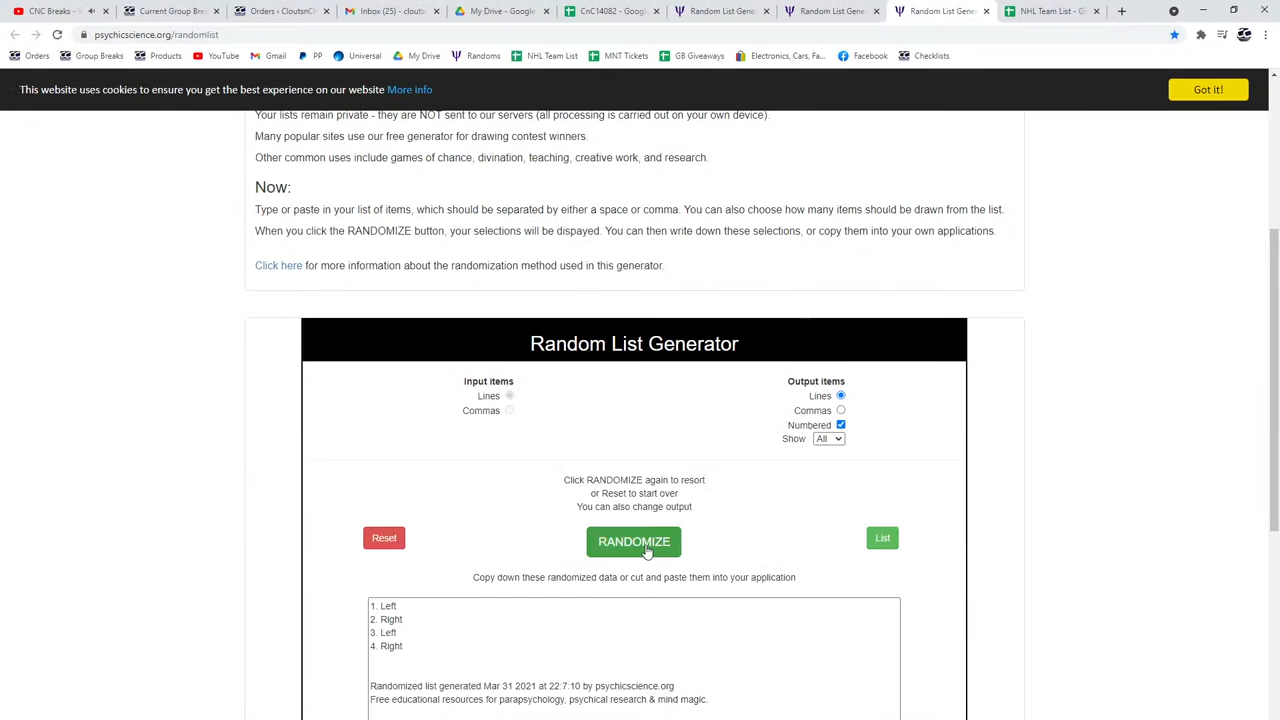 CNC Breaks -
Current Group Bre
Orders ‹ CloutsnCh
Inbox (25) - clouts
My Drive - Google
CnC14082 - Google
Random List Gene
Random List Gene
Random List Gene
NHL Team List - G
psychicscience.org/randomlist
Orders
Group Breaks
Products
YouTube
Gmail
PP
Universal
My Drive
Randoms
NHL Team List
MNT Tickets
GB Giveaways
Electronics, Cars, Fa...
Facebook
Checklists
This website uses cookies to ensure you get the best experience on our website More info
Got it!
Your lists remain private - they are NOT sent to our servers (all processing is carried out on your own device).
Many popular sites use our free generator for drawing contest winners.
Other common uses include games of chance, divination, teaching, creative work, and research.
Now:
Type or paste in your list of items, which should be separated by either a space or comma. You can also choose how many items should be drawn from the list.
When you click the RANDOMIZE button, your selections will be dispayed. You can then write down these selections, or copy them into your own applications.
Click here for more information about the randomization method used in this generator.
Random List Generator
Input items
Lines
Commas
Output items
Lines
Commas
Numbered
Show All
Click RANDOMIZE again to resort
or Reset to start over
You can also change output
Reset
RANDOMIZE
List
Copy down these randomized data or cut and paste them into your application
1. Left
2. Right
3. Left
4. Right
Randomized list generated Mar 31 2021 at 22:7:10 by psychicscience.org
Free educational resources for parapsychology, psychical research & mind magic.